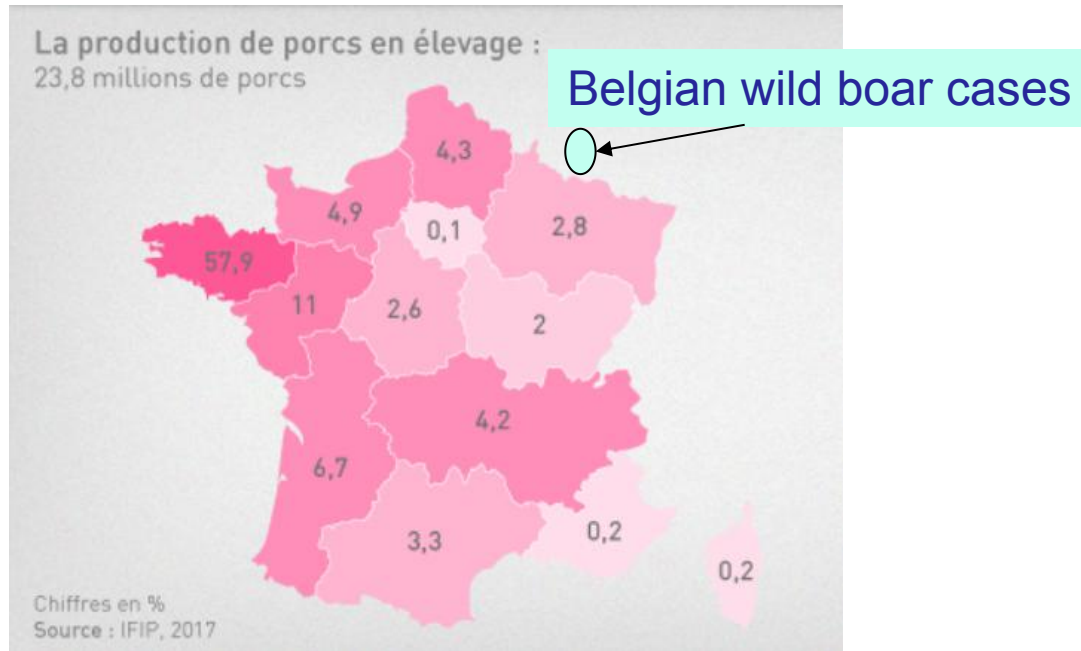 La production de porcs en élevage :
23,8 millions de porcs
Belgian wild boar cases
4,3
4,9
0,1
2,8
57,9
11
2,6
2
4,2
6,7
3,3
0,2
0,2
Chiffres en %
Source : IFIP, 2017